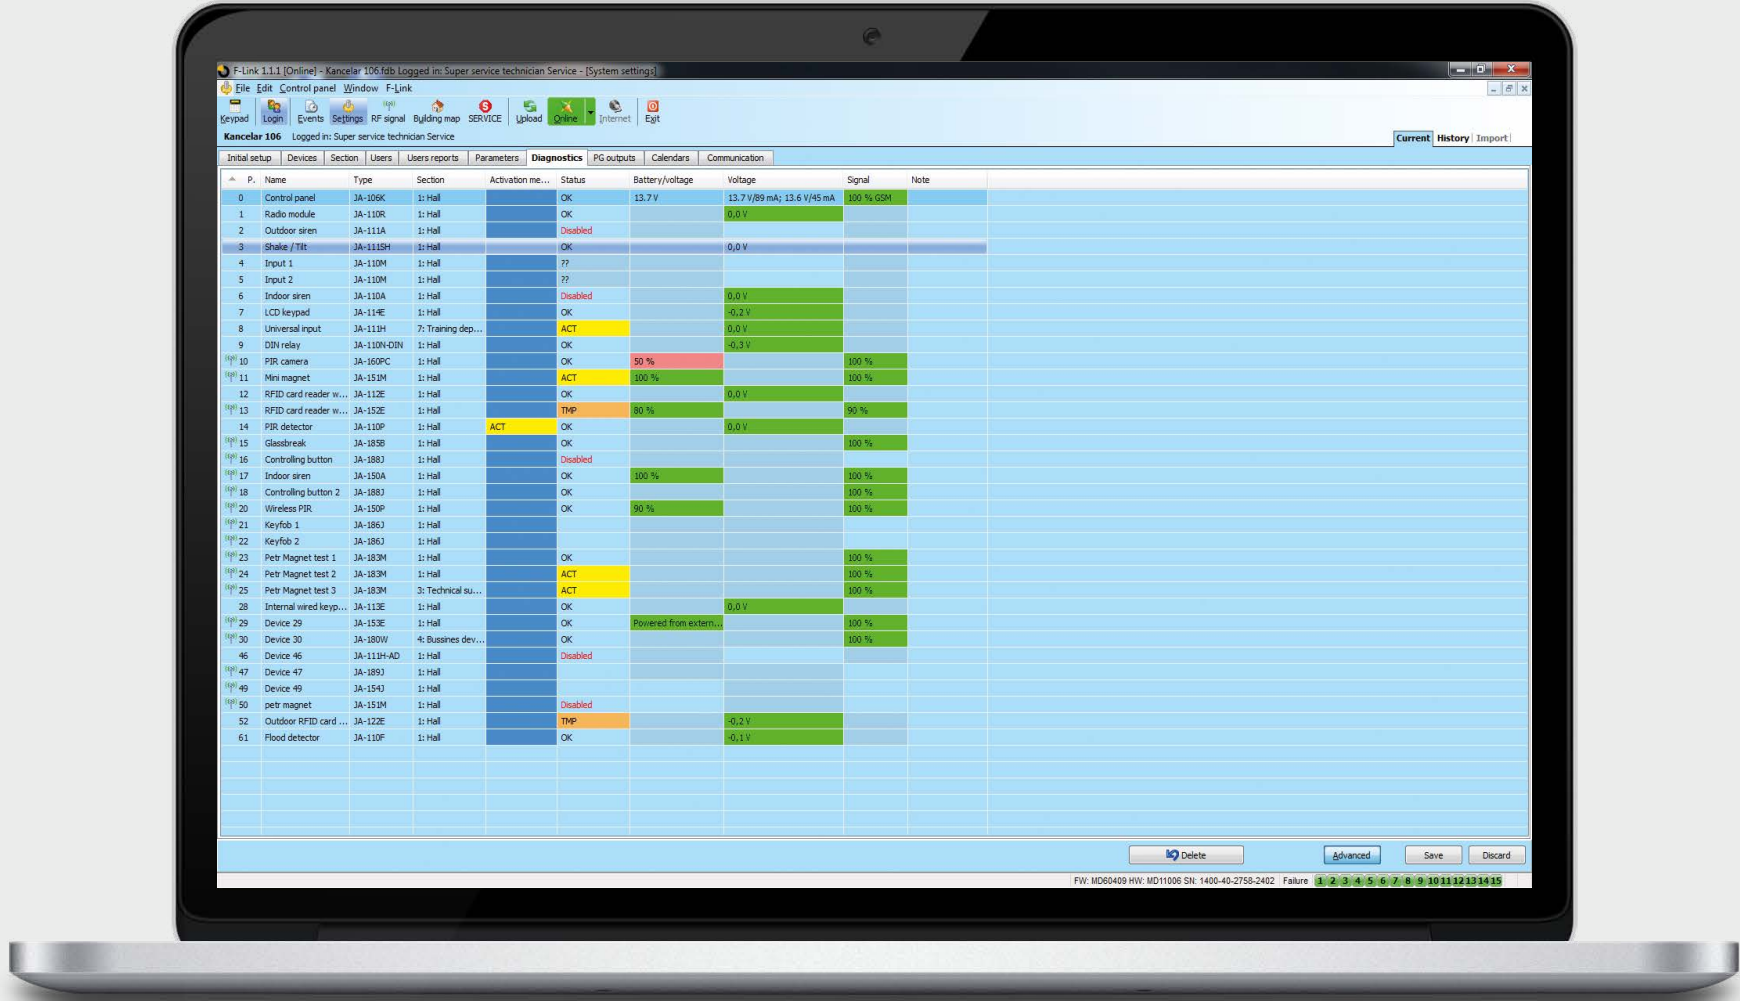 F-Link 1.1.1 [Online] - Kancelar 106.fdb Logged in: Super service technician Service - [System settings]
File Edit Control panel Window F-Link
Keypad Login Events Settings RF signal Building map SERVICE Upload Online Internet Exit
Kancelar 106 Logged in: Super service technician Service Current History Import
Initial setup Devices Section Users Users reports Parameters Diagnostics PG outputs Calendars Communication
P. Name Type Section Activation me... Status Battery/voltage Voltage Signal Note
0 Control panel JA-106K 1: Hall OK 13.7 V 13.7 V/89 mA; 13.6 V/45 mA 100 % GSM
1 Radio module JA-110R 1: Hall OK 0,0 V
2 Outdoor siren JA-111A 1: Hall Disabled
3 Shake / Tilt JA-111SH 1: Hall OK 0,0 V
4 Input 1 JA-110M 1: Hall ??
5 Input 2 JA-110M 1: Hall ??
6 Indoor siren JA-110A 1: Hall Disabled 0,0 V
7 LCD keypad JA-114E 1: Hall OK -0,2 V
8 Universal input JA-111H 7: Training dep... ACT 0,0 V
9 DIN relay JA-110N-DIN 1: Hall OK -0,3 V
10 PIR camera JA-160PC 1: Hall OK 50 % 100 %
11 Mini magnet JA-151M 1: Hall ACT 100 % 100 %
12 RFID card reader w... JA-112E 1: Hall OK 0,0 V
13 RFID card reader w... JA-152E 1: Hall TMP 80 % 90 %
14 PIR detector JA-110P 1: Hall ACT OK 0,0 V
15 Glassbreak JA-185B 1: Hall OK 100 %
16 Controlling button JA-188J 1: Hall Disabled
17 Indoor siren JA-150A 1: Hall OK 100 % 100 %
18 Controlling button 2 JA-188J 1: Hall OK 100 %
20 Wireless PIR JA-150P 1: Hall OK 90 % 100 %
21 Keyfob 1 JA-186J 1: Hall
22 Keyfob 2 JA-186J 1: Hall
23 Petr Magnet test 1 JA-183M 1: Hall OK 100 %
24 Petr Magnet test 2 JA-183M 1: Hall ACT 100 %
25 Petr Magnet test 3 JA-183M 3: Technical su... ACT 100 %
28 Internal wired keyp... JA-113E 1: Hall OK 0,0 V
29 Device 29 JA-153E 1: Hall OK Powered from extern... 100 %
30 Device 30 JA-180W 4: Bussines dev... OK 100 %
46 Device 46 JA-111H-AD 1: Hall Disabled
47 Device 47 JA-189J 1: Hall
49 Device 49 JA-154J 1: Hall
50 petr magnet JA-151M 1: Hall Disabled
52 Outdoor RFID card ... JA-122E 1: Hall TMP -0,2 V
61 Flood detector JA-110F 1: Hall OK -0,1 V
Delete Advanced Save Discard
FW: MD60409 HW: MD11006 SN: 1400-40-2758-2402 Failure 1 2 3 4 5 6 7 8 9 10 11 12 13 14 15